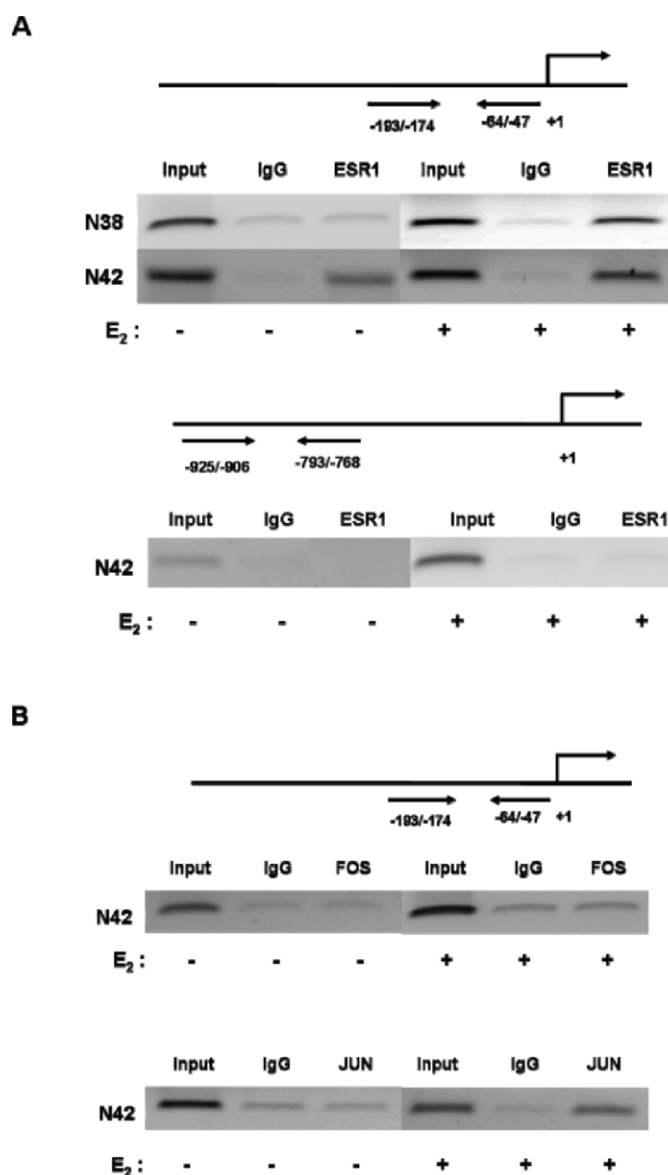 A
-193/-174 -64/-47 +1
Input IgG ESR1 Input IgG ESR1
N38
N42
E2 : - - - + + +
-925/-906 -793/-768 +1
Input IgG ESR1 Input IgG ESR1
N42
E2 : - - - + + +
B
-193/-174 -64/-47 +1
Input IgG FOS Input IgG FOS
N42
E2 : - - - + + +
Input IgG JUN Input IgG JUN
N42
E2 : - - - + + +